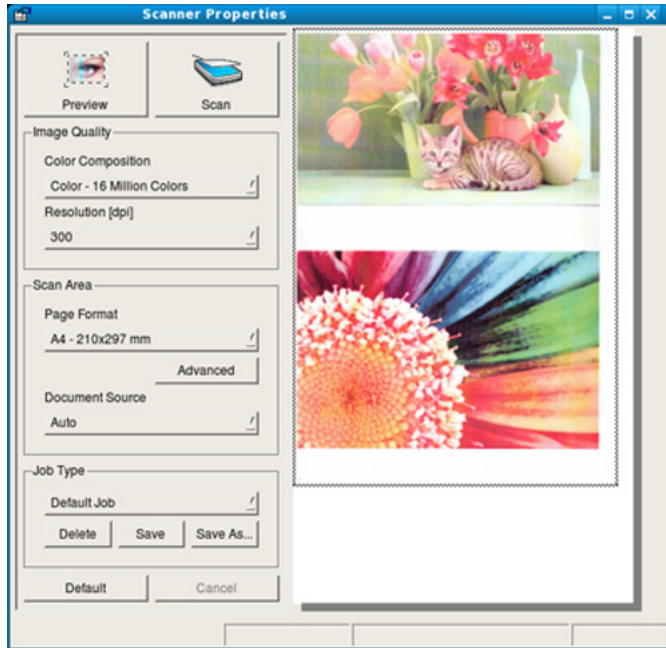 Scanner Properties
Preview
Scan
Image Quality
Color Composition
Color - 16 Million Colors
Resolution [dpi]
300
Scan Area
Page Format
A4 - 210x297 mm
Advanced
Document Source
Auto
Job Type
Default Job
Delete
Save
Save As...
Default
Cancel